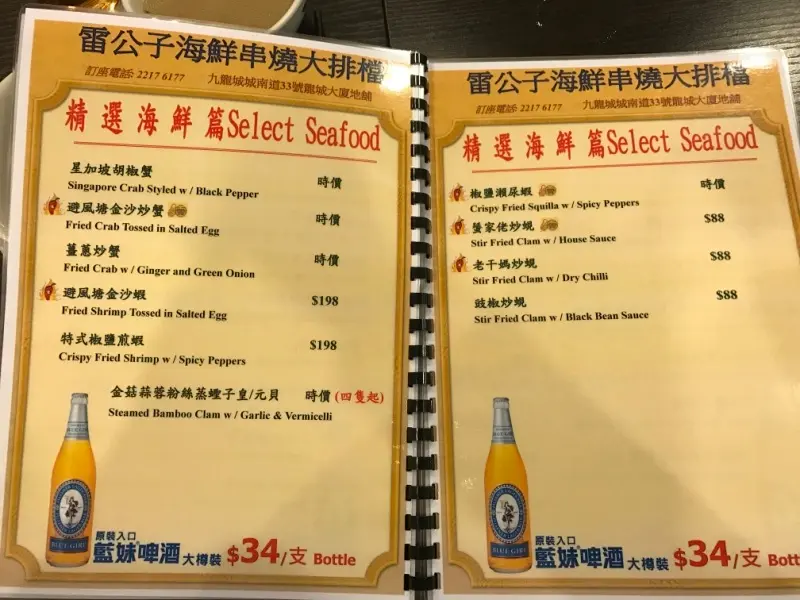 雷公子海鮮串燒大排檔
訂座電話: 2217 6177 九龍城城南道33號龍城大廈地舖
精選海鮮篇Select Seafood
星加坡胡椒蟹 時價
Singapore Crab Styled w / Black Pepper
避風塘金沙炒蟹 時價
Fried Crab Tossed in Salted Egg
薑蔥炒蟹 時價
Fried Crab w / Ginger and Green Onion
避風塘金沙蝦 $198
Fried Shrimp Tossed in Salted Egg
特式椒鹽煎蝦 $198
Crispy Fried Shrimp w / Spicy Peppers
金菇蒜蓉粉絲蒸蟶子皇/元貝 時價 (四隻起)
Steamed Bamboo Clam w / Garlic & Vermicelli
BLUE GIRL
原裝入口
藍妹啤酒 大樽裝 $34/支 Bottle
雷公子海鮮串燒大排檔
訂座電話: 2217 6177 九龍城城南道33號龍城大廈地舖
精選海鮮篇Select Seafood
椒鹽瀨尿蝦 時價
Crispy Fried Squilla w / Spicy Peppers
蜑家佬炒蜆 $88
Stir Fried Clam w / House Sauce
老干媽炒蜆 $88
Stir Fried Clam w / Dry Chilli
豉椒炒蜆 $88
Stir Fried Clam w / Black Bean Sauce
BLUE GIRL
原裝入口
藍妹啤酒 大樽裝 $34/支 Bott